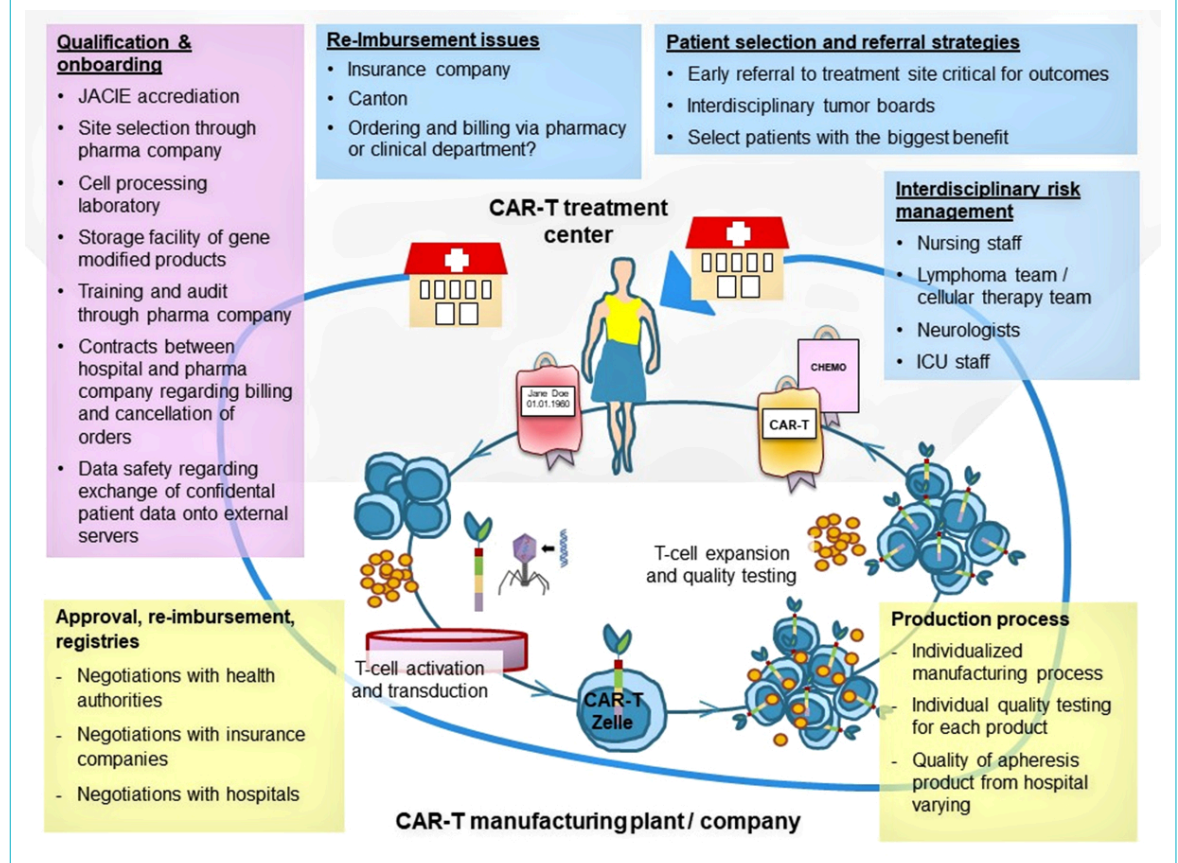 Qualification &
onboarding
• JACIE accrediation
• Site selection through
pharma company
• Cell processing
laboratory
• Storage facility of gene
modified products
• Training and audit
through pharma company
• Contracts between
hospital and pharma
company regarding billing
and cancellation of
orders
• Data safety regarding
exchange of confidental
patient data onto external
servers
Re-Imbursement issues
• Insurance company
• Canton
• Ordering and billing via pharmacy
or clinical department?
Patient selection and referral strategies
• Early referral to treatment site critical for outcomes
• Interdisciplinary tumor boards
• Select patients with the biggest benefit
Interdisciplinary risk
management
• Nursing staff
• Lymphoma team /
cellular therapy team
• Neurologists
• ICU staff
CAR-T treatment
center
Jane Doe
01.01.1960
CHEMO
CAR-T
T-cell expansion
and quality testing
T-cell activation
and transduction
CAR-T
Zelle
Approval, re-imbursement,
registries
- Negotiations with health
authorities
- Negotiations with insurance
companies
- Negotiations with hospitals
Production process
- Individualized
manufacturing process
- Individual quality testing
for each product
- Quality of apheresis
product from hospital
varying
CAR-T manufacturing plant / company